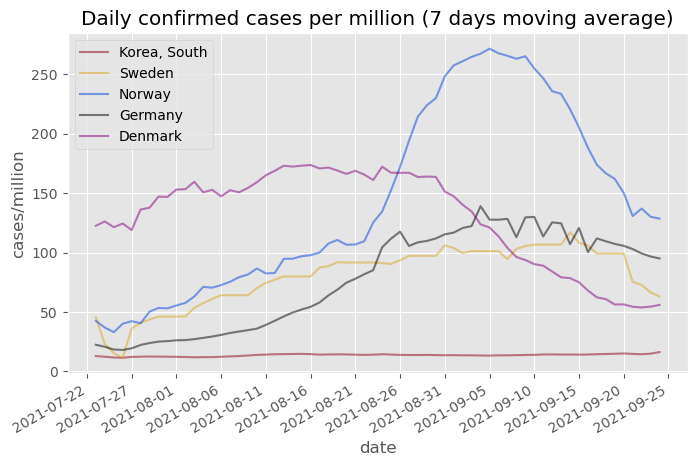 Daily confirmed cases per million (7 days moving average)
Korea, South
Sweden
Norway
Germany
Denmark
cases/million
250
200
150
100
50
0
2021-07-22
2021-07-27
2021-08-01
2021-08-06
2021-08-11
2021-08-16
2021-08-21
2021-08-26
2021-08-31
2021-09-05
2021-09-10
2021-09-15
2021-09-20
2021-09-25
date